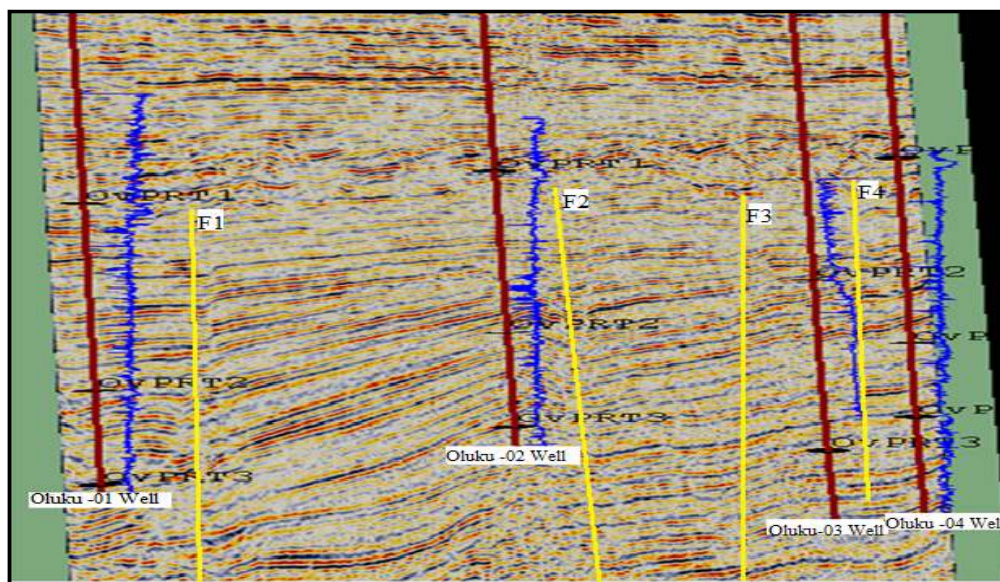 OVPRT1
OVPRT1
F1
F2
F3
F4
OVPRT2
OVPRT2
OVPRT2
OVPRT3
OVPRT3
OVPRT3
Oluku -01 Well
Oluku -02 Well
Oluku-03 Well
Oluku -04 Wel